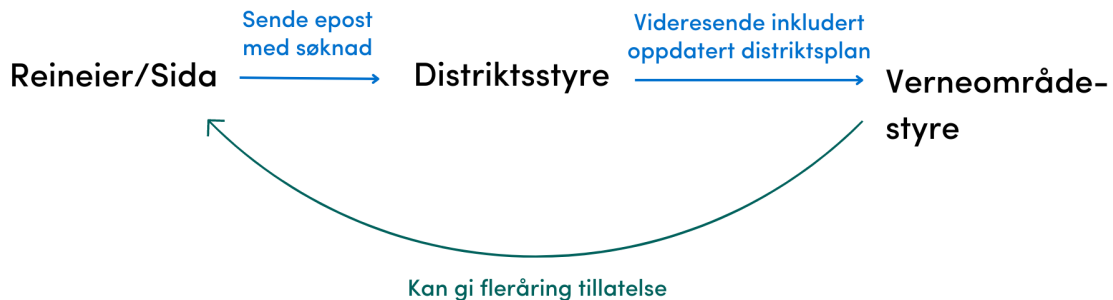 Sende epost
med søknad
Videresende inkludert
oppdatert distriktsplan
Reineier/Sida
Distriktsstyre
Verneområde-
styre
Kan gi fleråring tillatelse